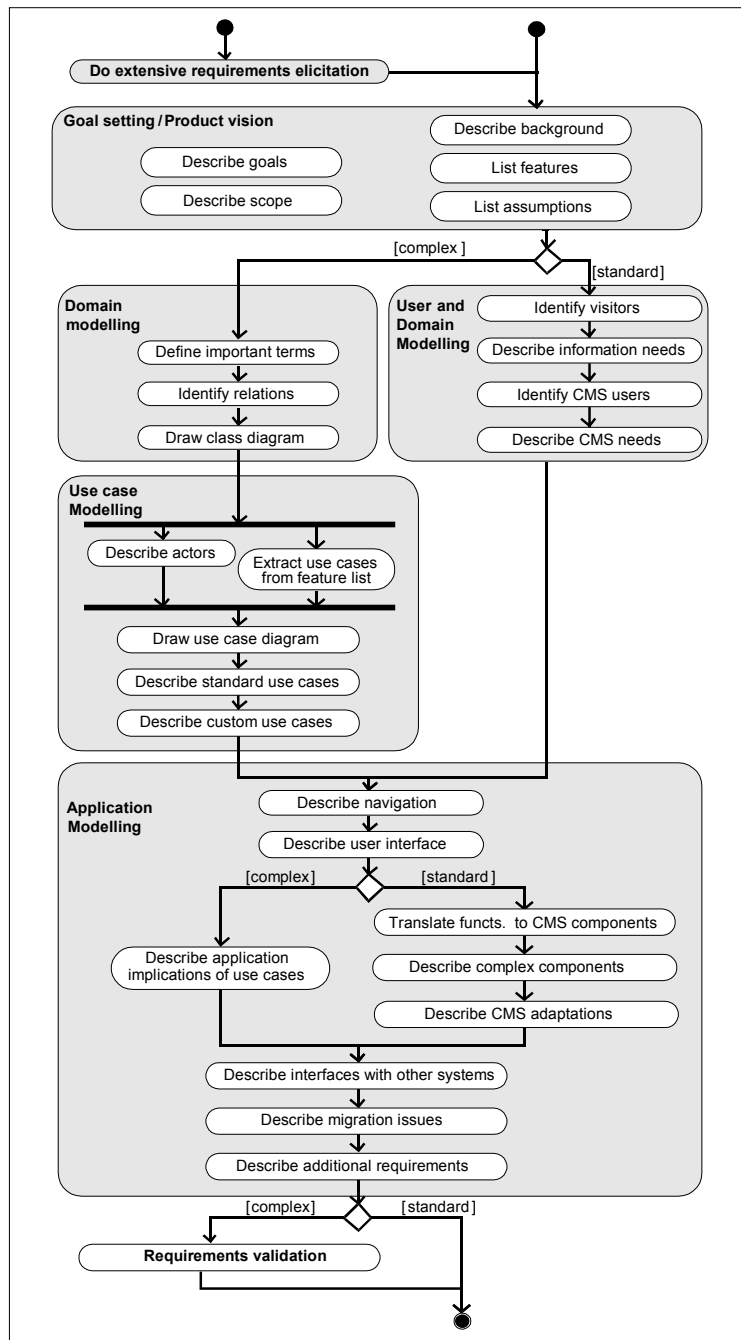 Do extensive requirements elicitation
Goal setting / Product vision
Describe goals
Describe scope
Describe background
List features
List assumptions
[complex ]
[standard]
Domain
modelling
Define important terms
Identify relations
Draw class diagram
User and
Domain
Modelling
Identify visitors
Describe information needs
Identify CMS users
Describe CMS needs
Use case
Modelling
Describe actors
Extract use cases
from feature list
Draw use case diagram
Describe standard use cases
Describe custom use cases
Application
Modelling
Describe navigation
Describe user interface
[complex]
[standard ]
Describe application
implications of use cases
Translate functs. to CMS components
Describe complex components
Describe CMS adaptations
Describe interfaces with other systems
Describe migration issues
Describe additional requirements
[complex]
[standard]
Requirements validation